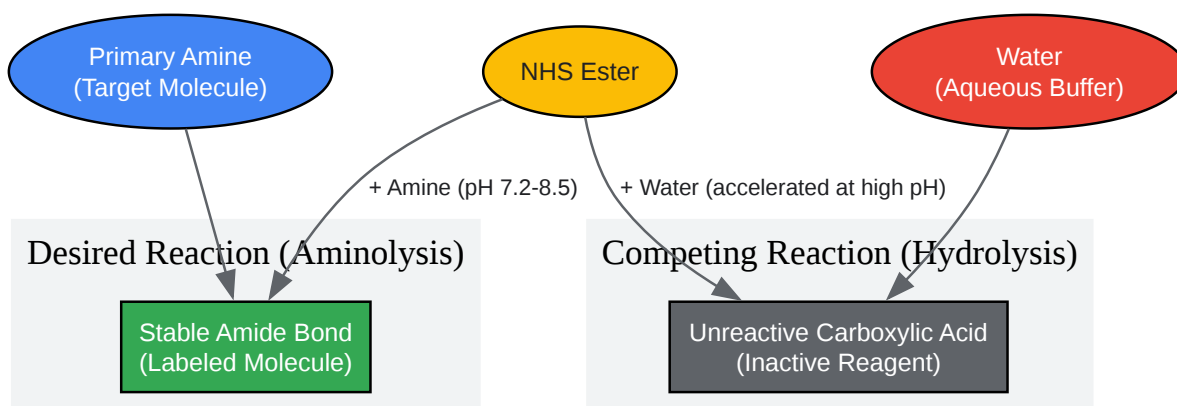 Primary Amine
(Target Molecule)
NHS Ester
Water
(Aqueous Buffer)
+ Amine (pH 7.2-8.5)
+ Water (accelerated at high pH)
Desired Reaction (Aminolysis)
Competing Reaction (Hydrolysis)
Stable Amide Bond
(Labeled Molecule)
Unreactive Carboxylic Acid
(Inactive Reagent)